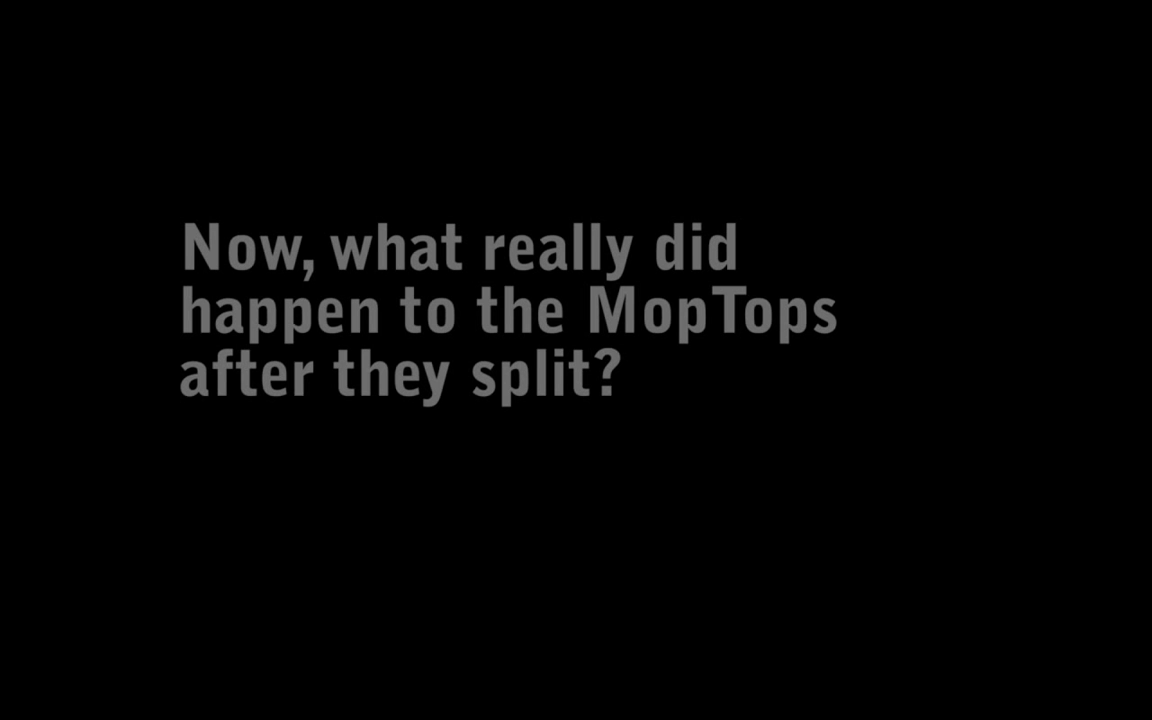 Now, what really did
happen to the MopTops
after they split?